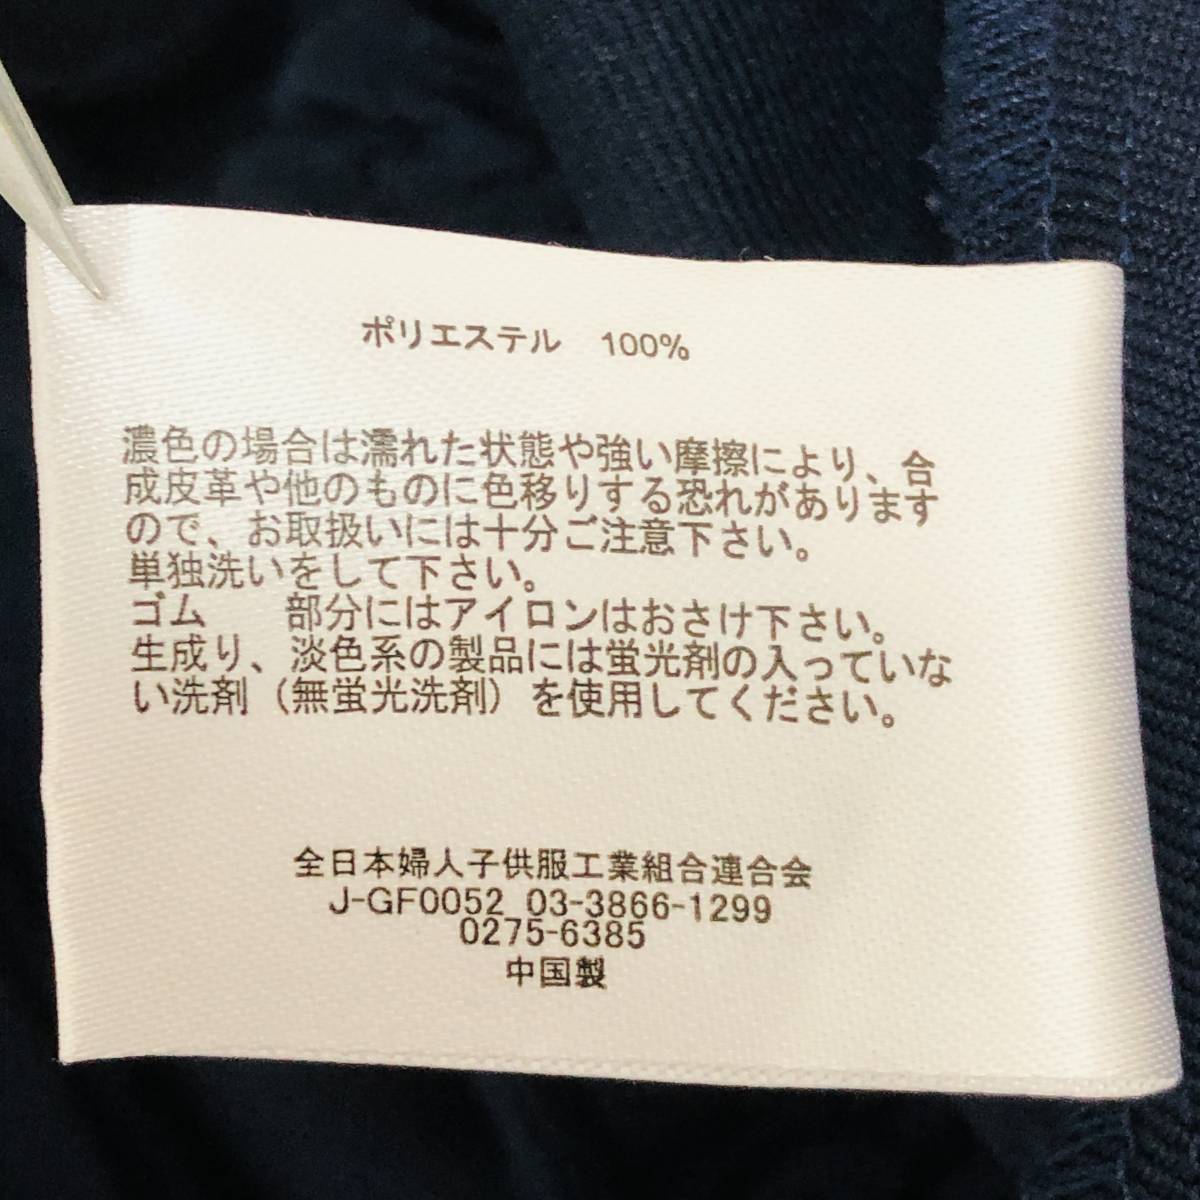 ポリエステル　100%
濃色の場合は濡れた状態や強い摩擦により、合
成皮革や他のものに色移りする恐れがあります
ので、お取扱いには十分ご注意下さい。
単独洗いをして下さい。
ゴム　　部分にはアイロンはおさけ下さい。
生成り、淡色系の製品には蛍光剤の入っていな
い洗剤（無蛍光洗剤）を使用してください。
全日本婦人子供服工業組合連合会
J-GF0052 03-3866-1299
0275-6385
中国製